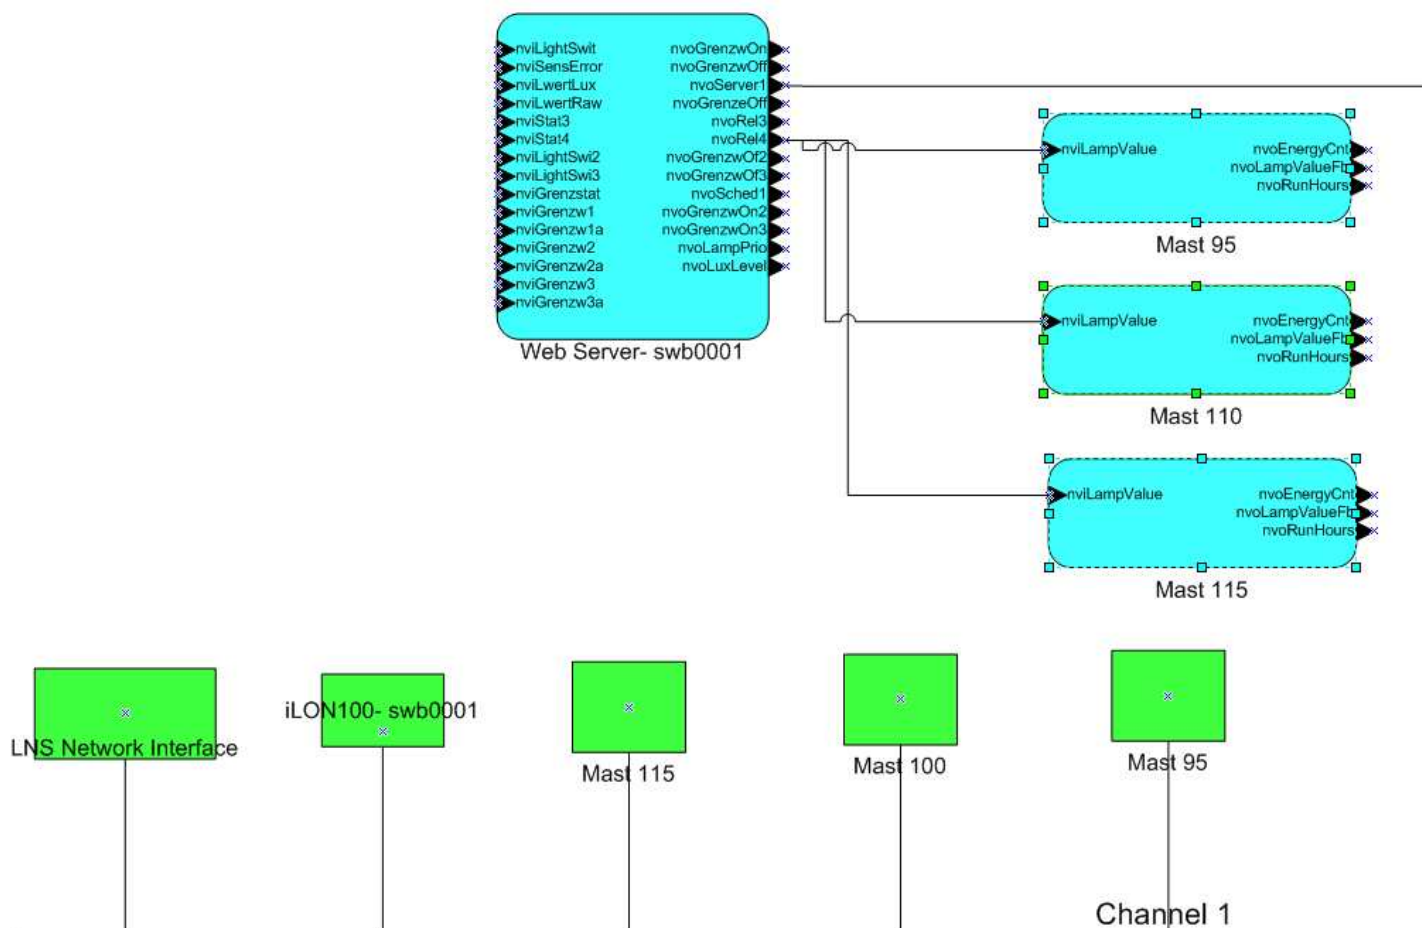 nviLightSwit
nviSensError
nviLwertLux
nviLwertRaw
nviStat3
nviStat4
nviLightSwi2
nviLightSwi3
nviGrenzstat
nviGrenzw1
nviGrenzw1a
nviGrenzw2
nviGrenzw2a
nviGrenzw3
nviGrenzw3a
nvoGrenzwOn
nvoGrenzwOff
nvoServer1
nvoGrenzeOff
nvoRel3
nvoRel4
nvoGrenzwOf2
nvoGrenzwOf3
nvoSched1
nvoGrenzwOn2
nvoGrenzwOn3
nvoLampPrio
nvoLuxLevel
Web Server- swb0001
nviLampValue
nvoEnergyCnt
nvoLampValueFb
nvoRunHours
Mast 95
nviLampValue
nvoEnergyCnt
nvoLampValueFb
nvoRunHours
Mast 110
nviLampValue
nvoEnergyCnt
nvoLampValueFb
nvoRunHours
Mast 115
LNS Network Interface
iLON100- swb0001
Mast 115
Mast 100
Mast 95
Channel 1